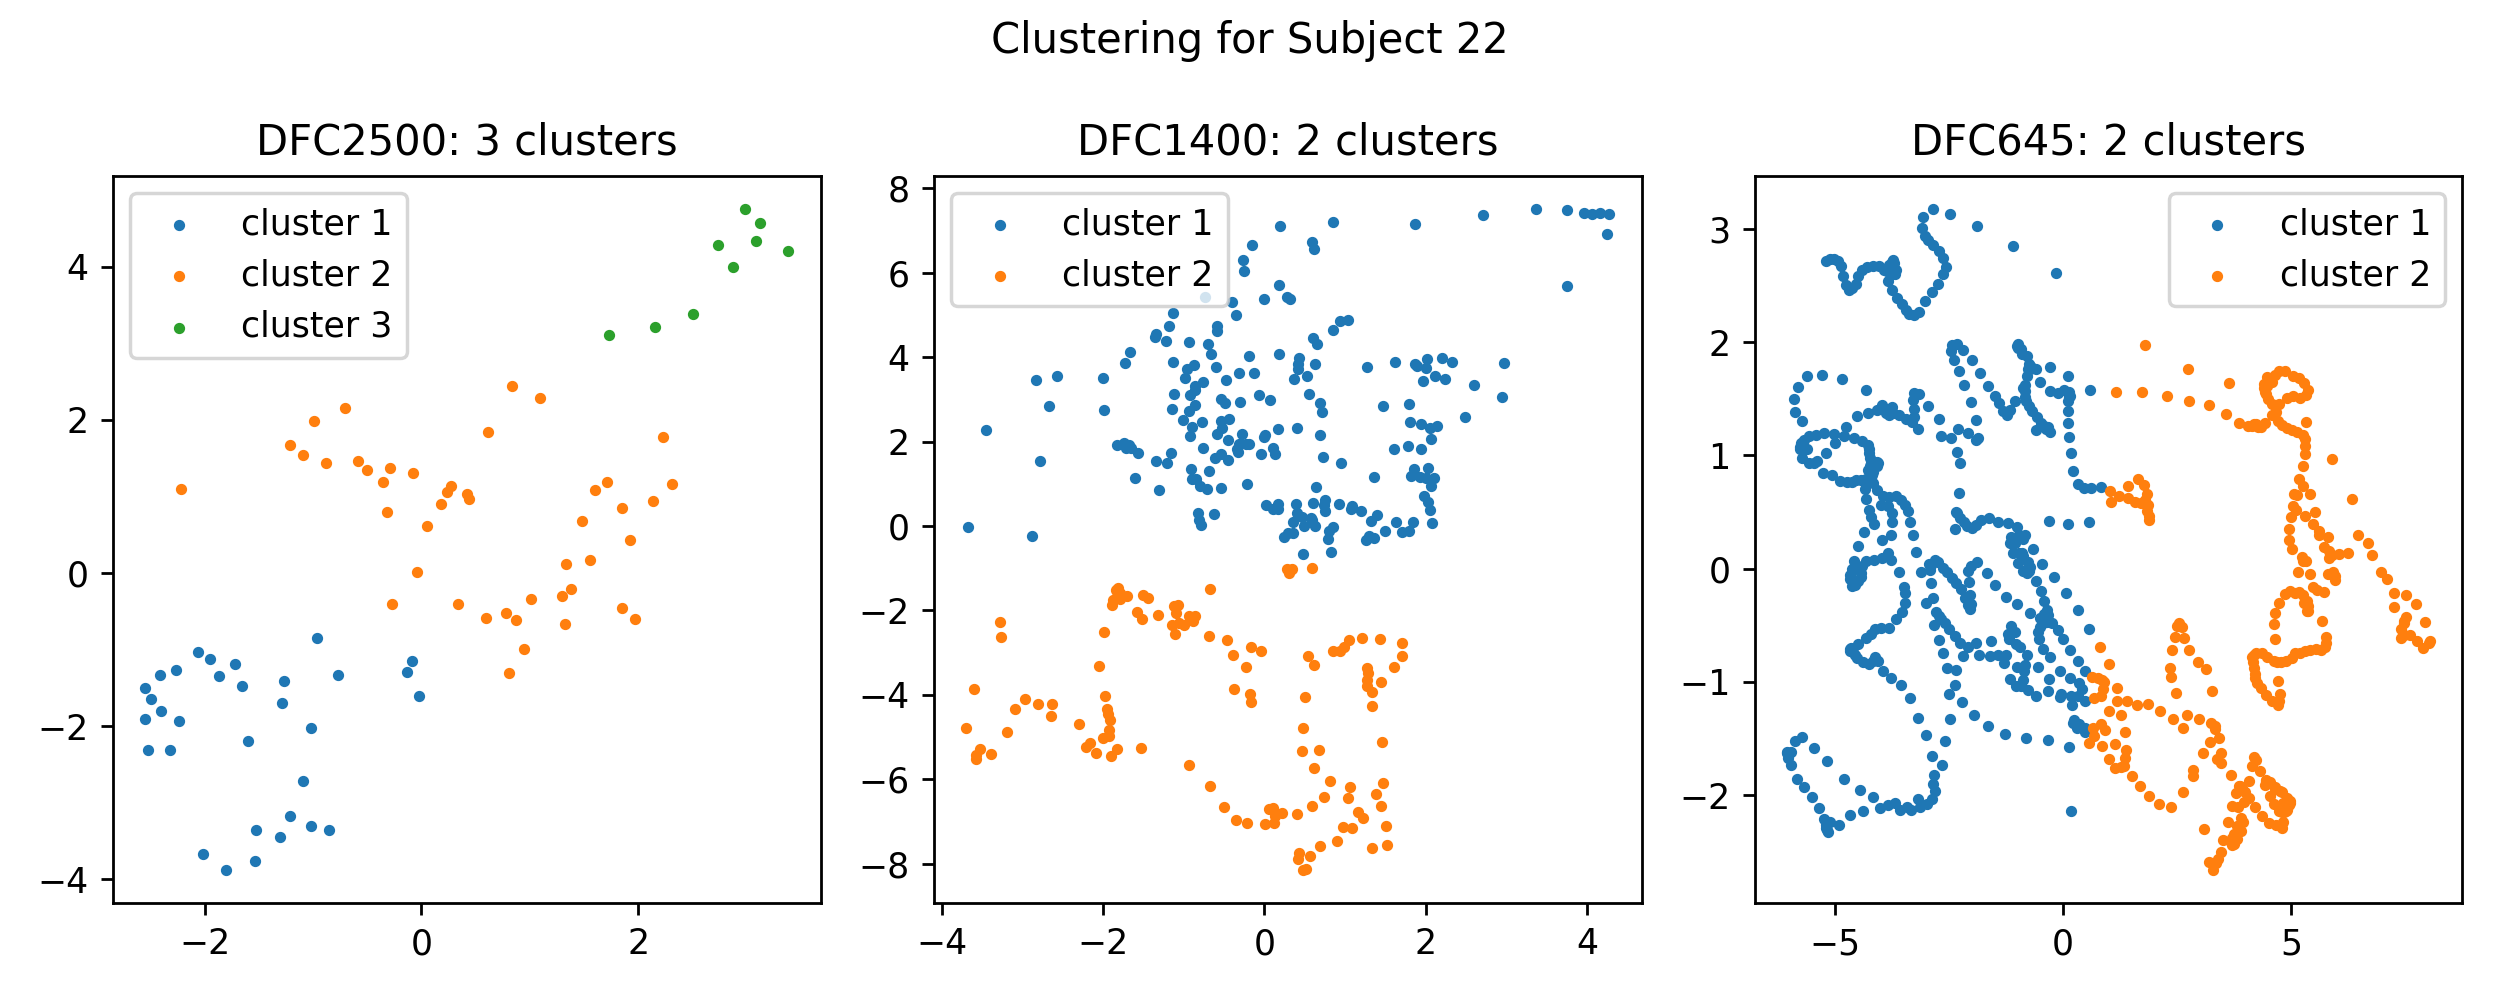 Clustering for Subject 22
DFC2500: 3 clusters
cluster 1
cluster 2
cluster 3
4
2
0
−2
−4
−2
0
2
DFC1400: 2 clusters
cluster 1
cluster 2
8
6
4
2
0
−2
−4
−6
−8
−4
−2
0
2
4
DFC645: 2 clusters
cluster 1
cluster 2
3
2
1
0
−1
−2
−5
0
5